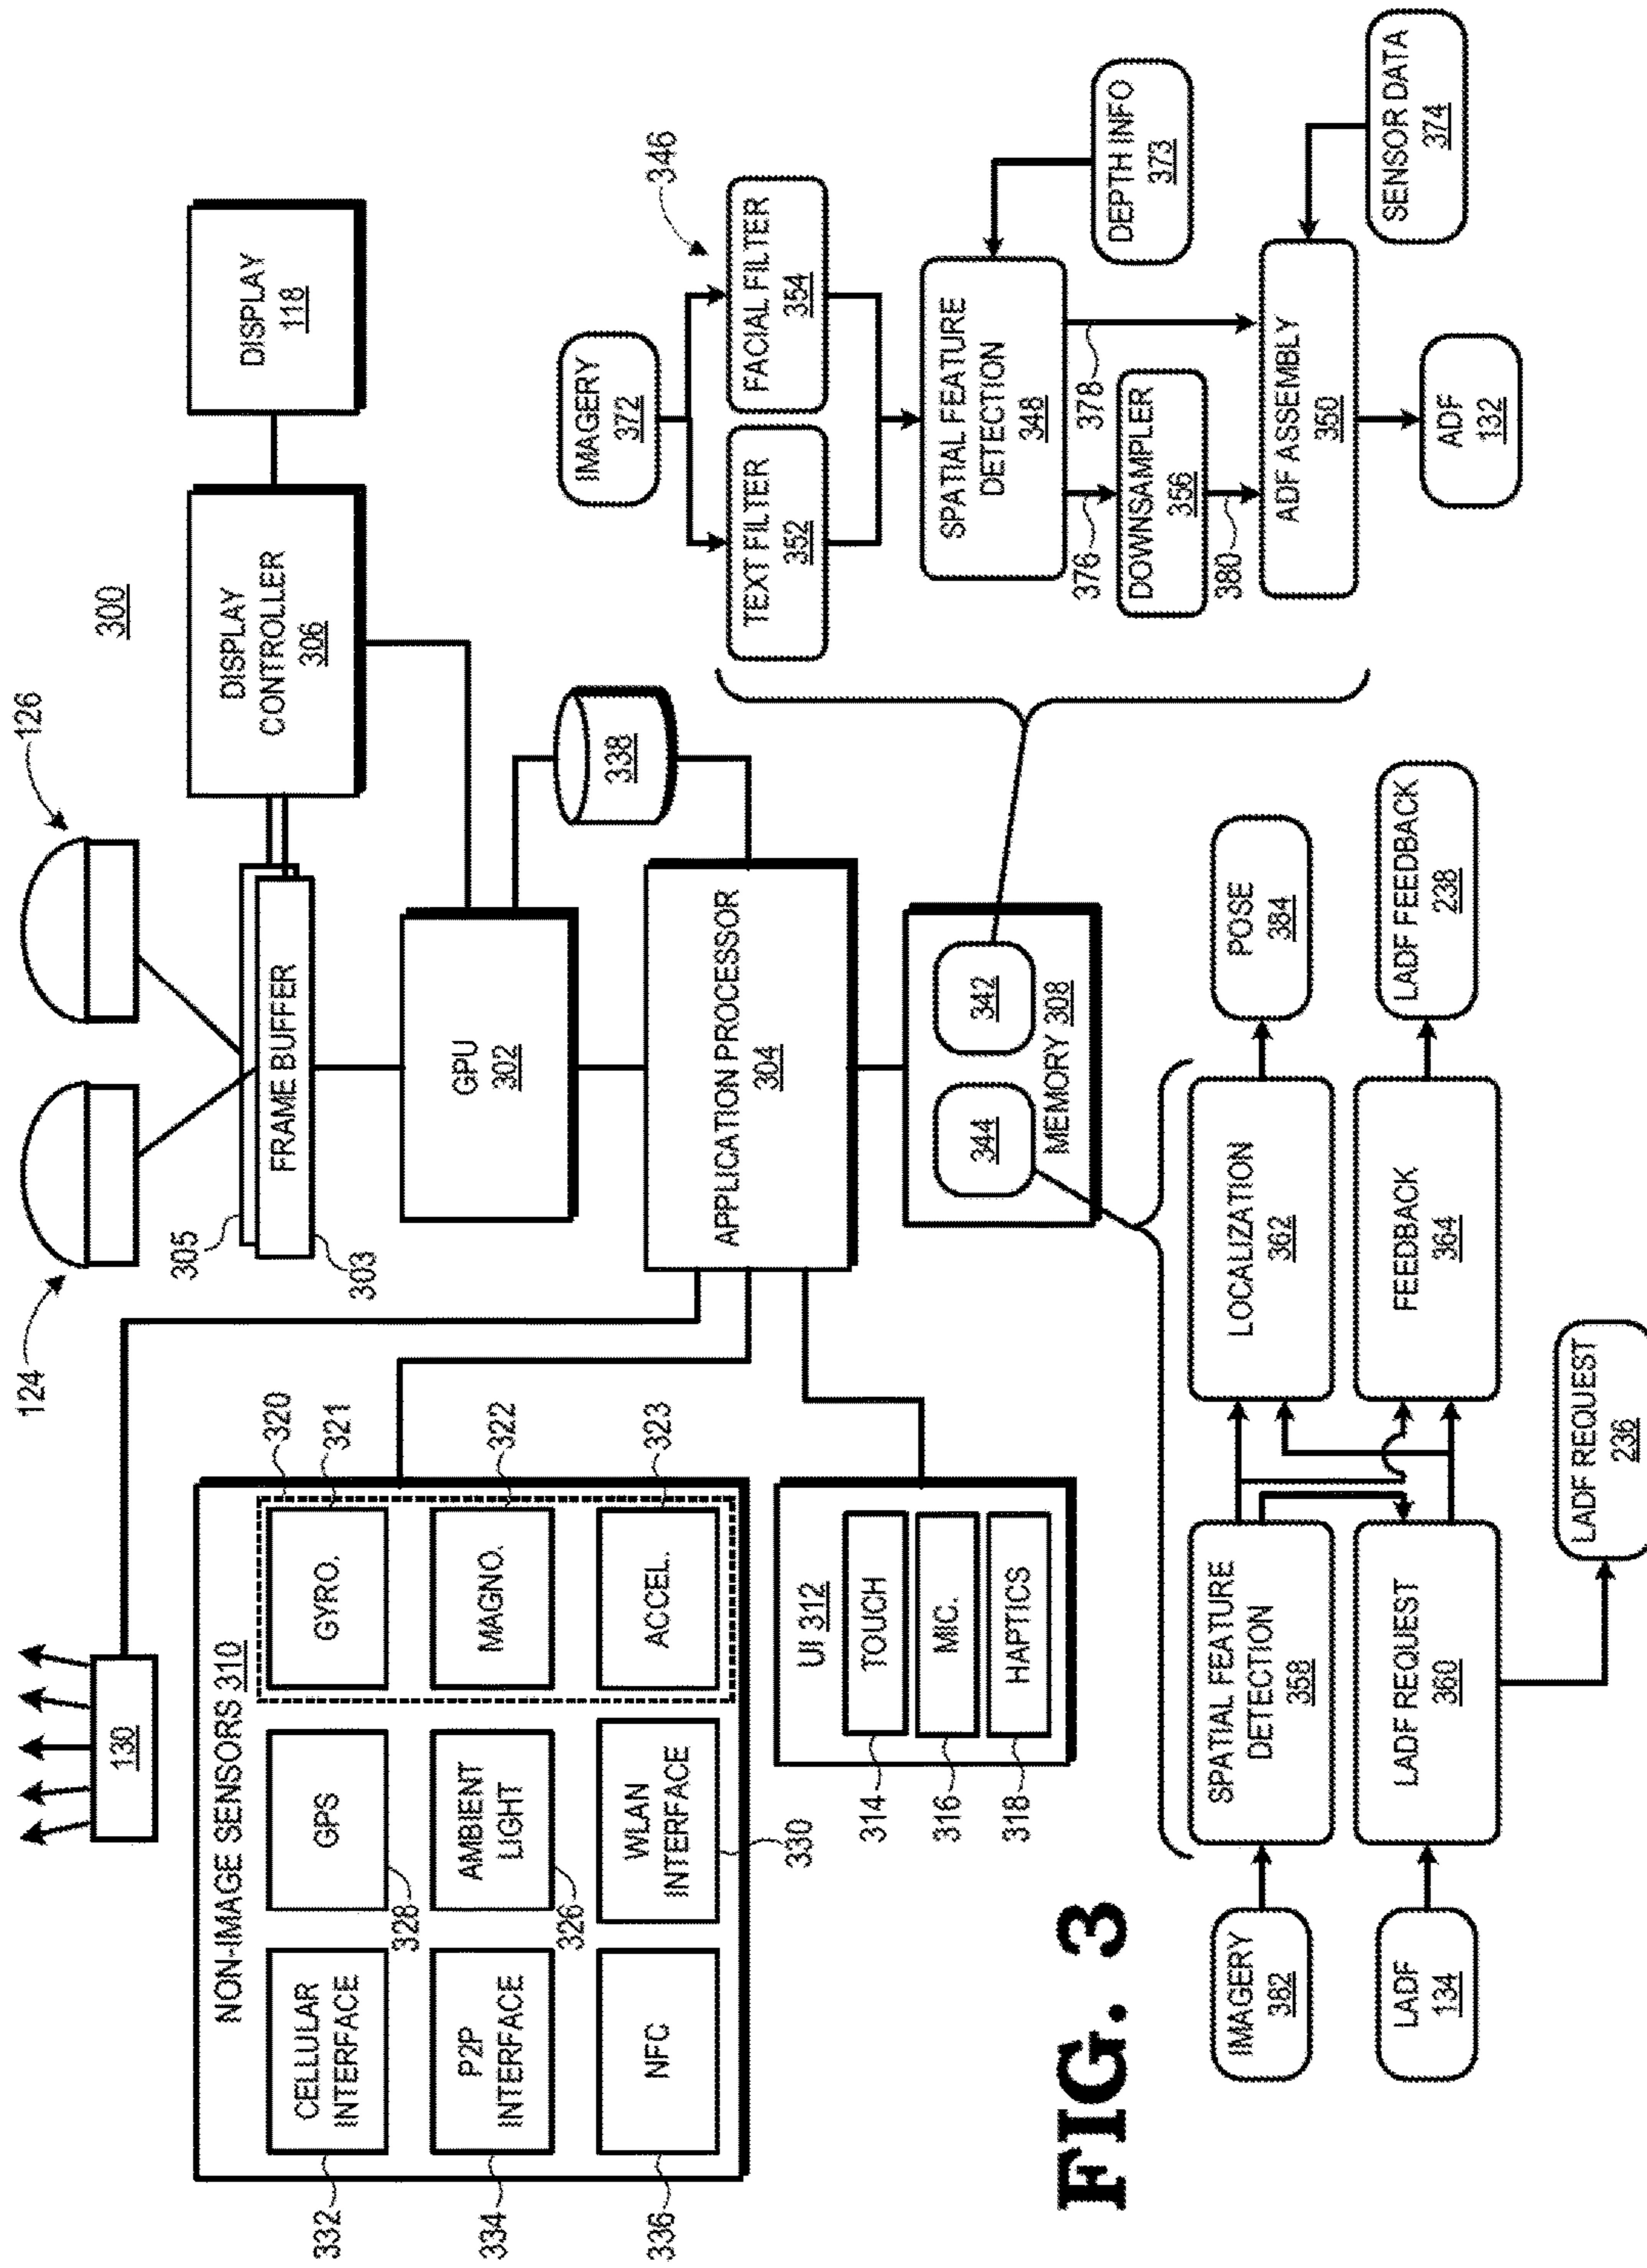 124
126
300
305
FRAME BUFFER
303
DISPLAY
CONTROLLER
306
DISPLAY
118
130
GPU
302
338
APPLICATION PROCESSOR
304
344
342
MEMORY 308
NON-IMAGE SENSORS 310
CELLULAR
INTERFACE
332
GPS
328
GYRO.
320
321
P2P
INTERFACE
334
AMBIENT
LIGHT
326
MAGNO.
322
NFC
336
WLAN
INTERFACE
330
ACCEL.
323
UI 312
TOUCH
314
MIC.
316
HAPTICS
318
IMAGERY
372
346
TEXT FILTER
352
FACIAL FILTER
354
SPATIAL FEATURE
DETECTION
348
DEPTH INFO
373
376
378
DOWNSAMPLER
356
380
ADF ASSEMBLY
350
SENSOR DATA
374
ADF
132
IMAGERY
382
SPATIAL FEATURE
DETECTION
358
LOCALIZATION
362
POSE
384
LADF
134
LADF REQUEST
360
FEEDBACK
364
LADF FEEDBACK
238
LADF REQUEST
236
FIG. 3